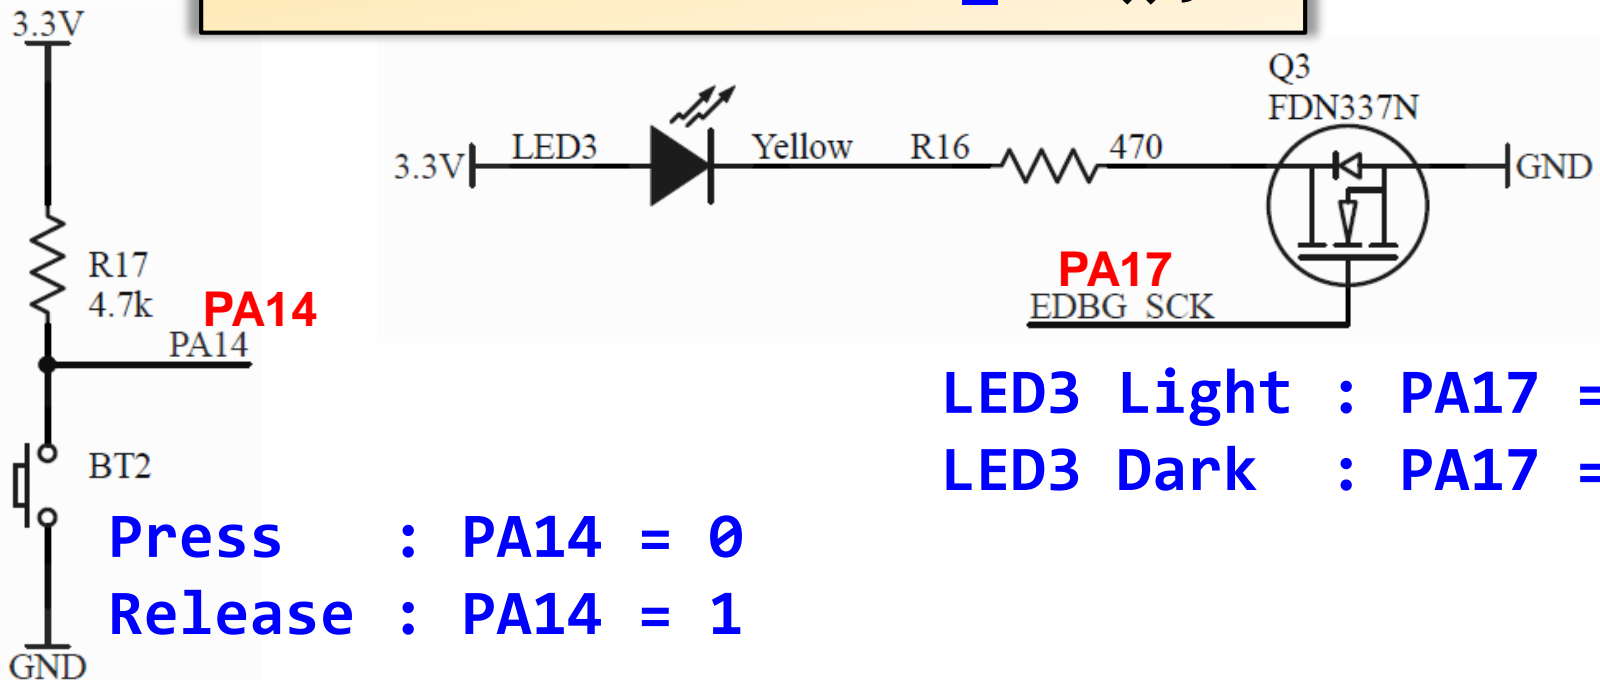 3.3V
R17
4.7k
PA14
PA14
BT2
GND
Press : PA14 = 0
Release : PA14 = 1
Q3
FDN337N
3.3V
LED3
Yellow
R16
470
GND
PA17
EDBG SCK
LED3 Light : PA17 =
LED3 Dark : PA17 =